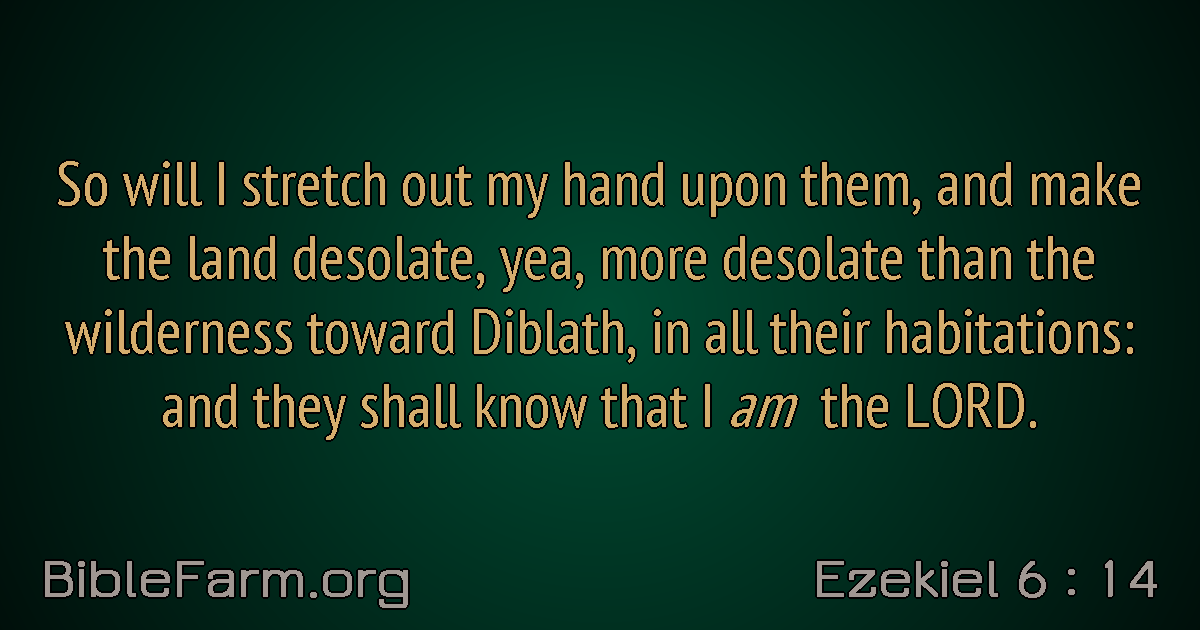 So will I stretch out my hand upon them, and make
the land desolate, yea, more desolate than the
wilderness toward Diblath, in all their habitations:
and they shall know that I am the LORD.
BibleFarm.org
Ezekiel 6 : 14